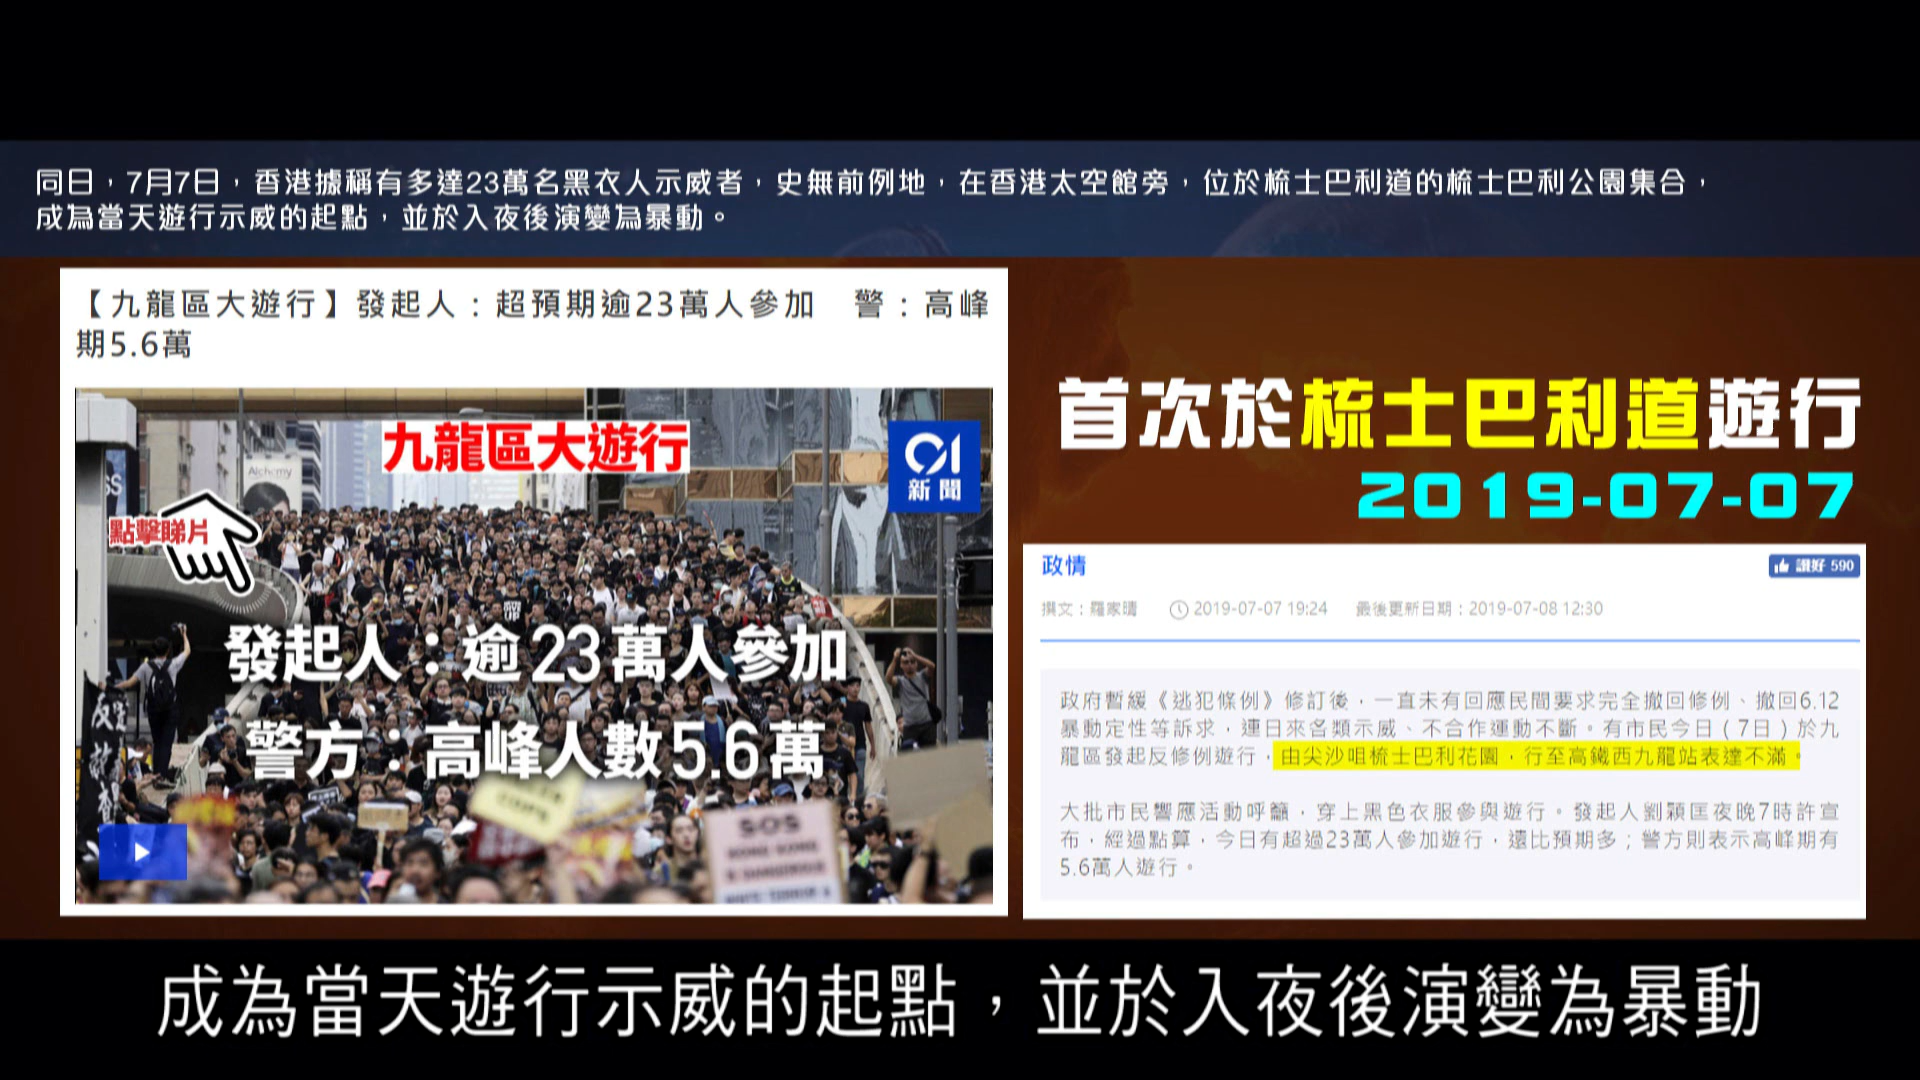 同日，7月7日，香港據稱有多達23萬名黑衣人示威者，史無前例地，在香港太空館旁，位於梳士巴利道的梳士巴利公園集合，
成為當天遊行示威的起點，並於入夜後演變為暴動。
【九龍區大遊行】發起人：超預期逾23萬人參加　警：高峰
期5.6萬
九龍區大遊行
01
新聞
Alchemy
點擊睇片
發起人：逾23萬人參加
警方：高峰人數5.6萬
SOS
HONG KONG
IS DANGEROUS
首次於梳士巴利道遊行
2019-07-07
政情
讚好 590
撰文：羅家晴
2019-07-07 19:24
最後更新日期：2019-07-08 12:30
政府暫緩《逃犯條例》修訂後，一直未有回應民間要求完全撤回修例、撤回6.12
暴動定性等訴求，連日來各類示威、不合作運動不斷。有市民今日（7日）於九
龍區發起反修例遊行，由尖沙咀梳士巴利花園，行至高鐵西九龍站表達不滿。
大批市民響應活動呼籲，穿上黑色衣服參與遊行。發起人劉穎匡夜晚7時許宣
布，經過點算，今日有超過23萬人參加遊行，遠比預期多；警方則表示高峰期有
5.6萬人遊行。
成為當天遊行示威的起點，並於入夜後演變為暴動